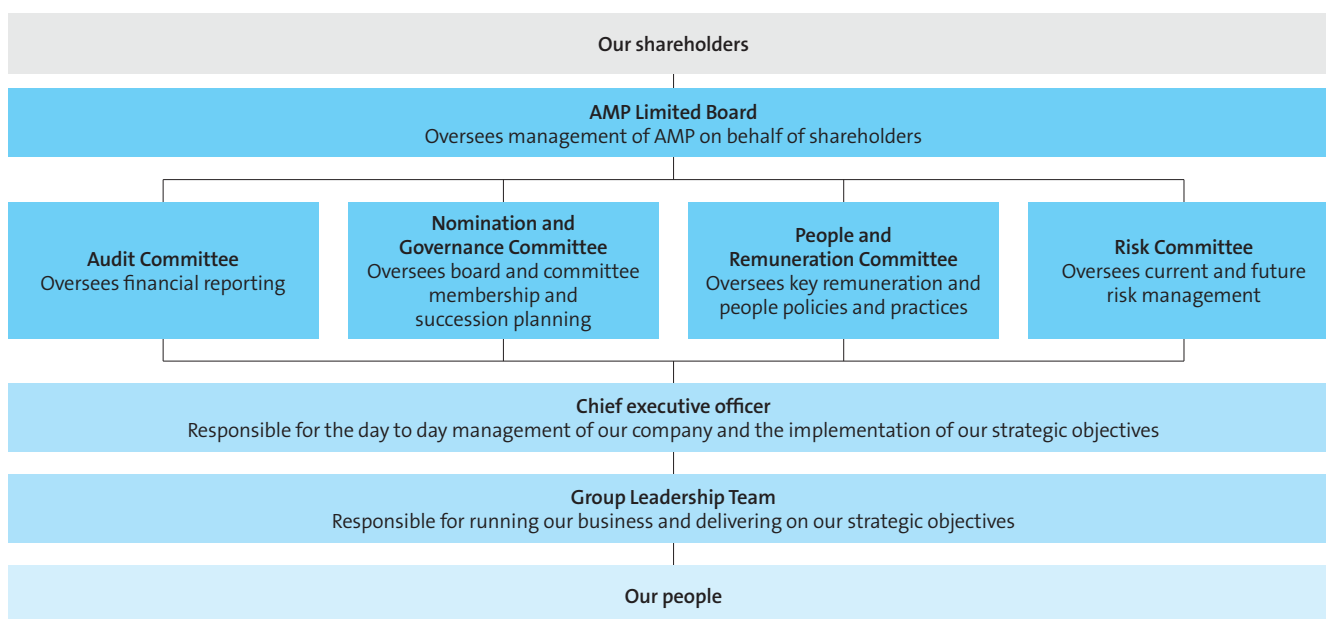 Our shareholders
AMP Limited Board
Oversees management of AMP on behalf of shareholders
Audit Committee
Oversees financial reporting
Nomination and
Governance Committee
Oversees board and committee
membership and
succession planning
People and
Remuneration Committee
Oversees key remuneration and
people policies and practices
Risk Committee
Oversees current and future
risk management
Chief executive officer
Responsible for the day to day management of our company and the implementation of our strategic objectives
Group Leadership Team
Responsible for running our business and delivering on our strategic objectives
Our people